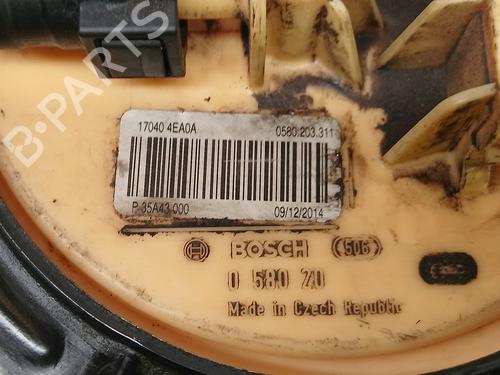 B-PARTS
17040 4EA0A 0580.203.311
P 35A43 000 09/12/2014
BOSCH 506
0 580 20
Made in Czech Republic